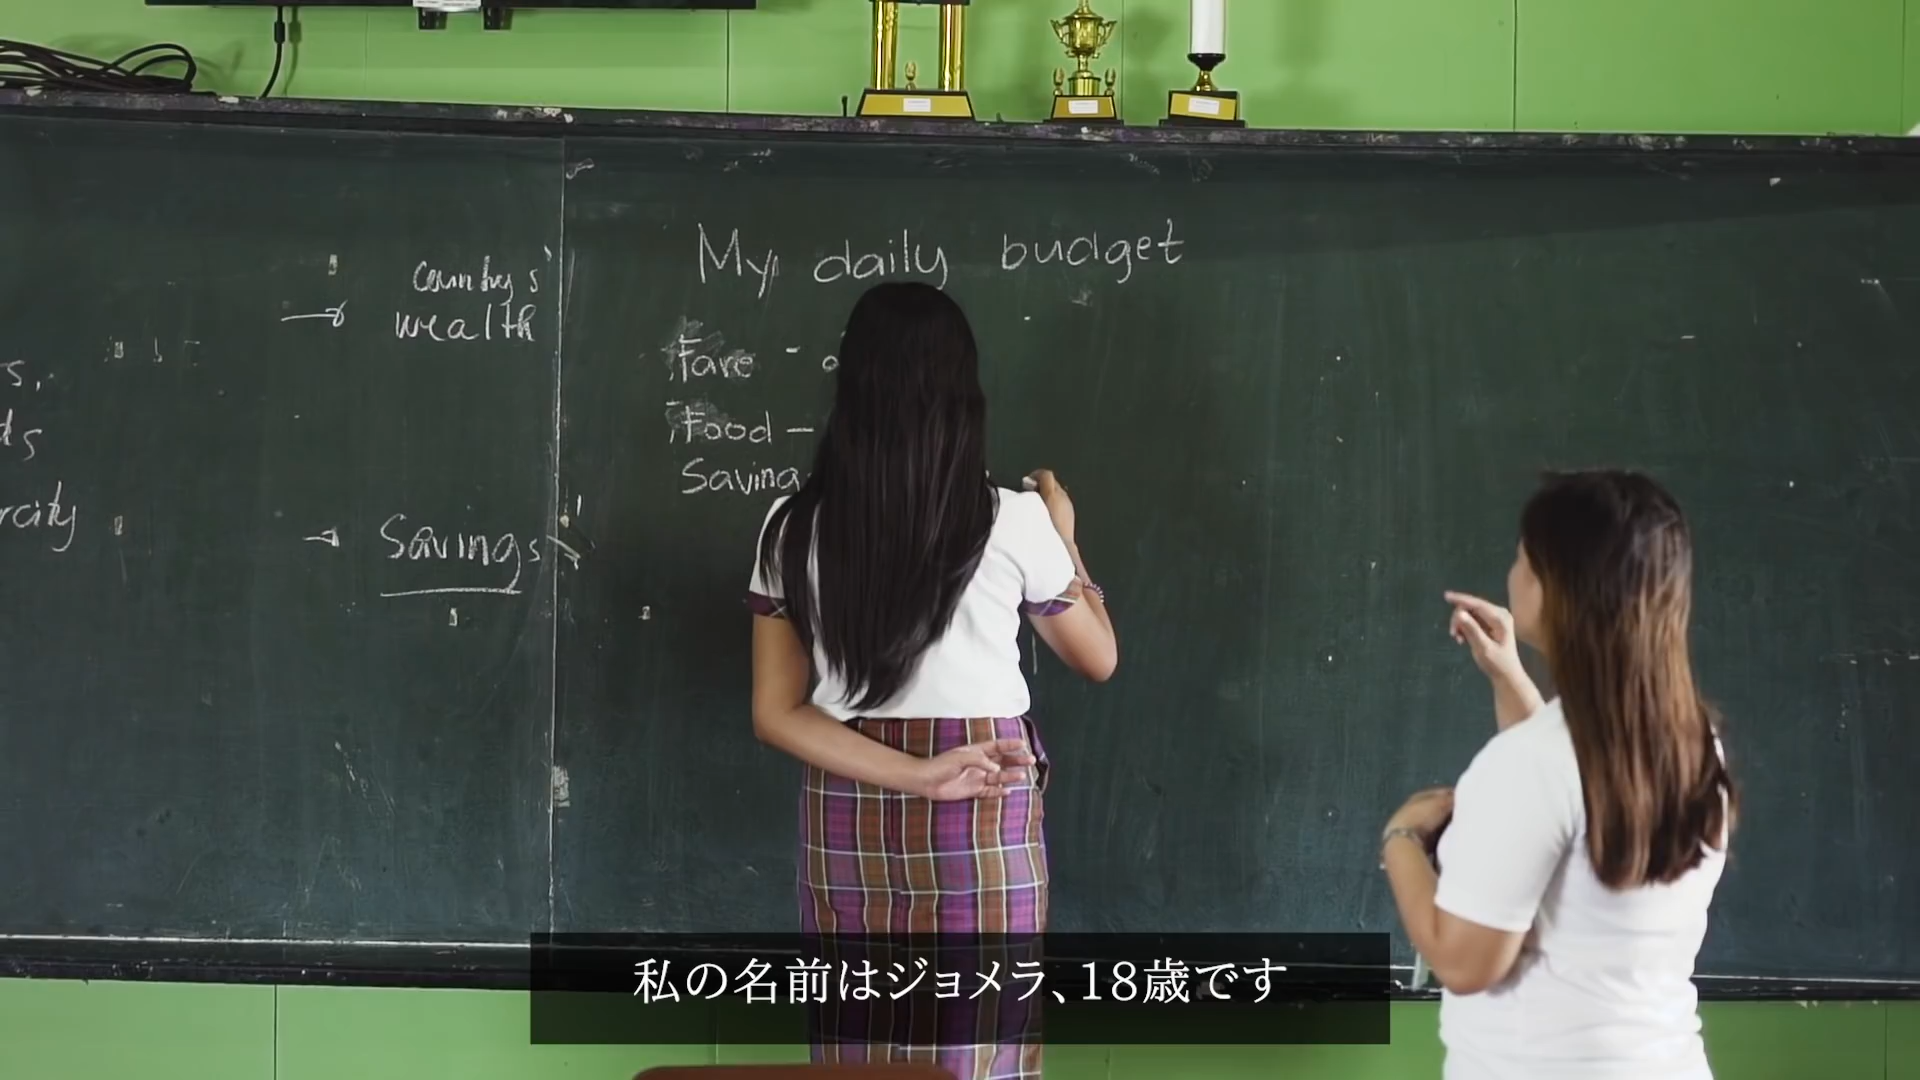 My daily budget
country's
wealth
Fare -
Food -
Saving
Savings
私の名前はジョメラ、18歳です